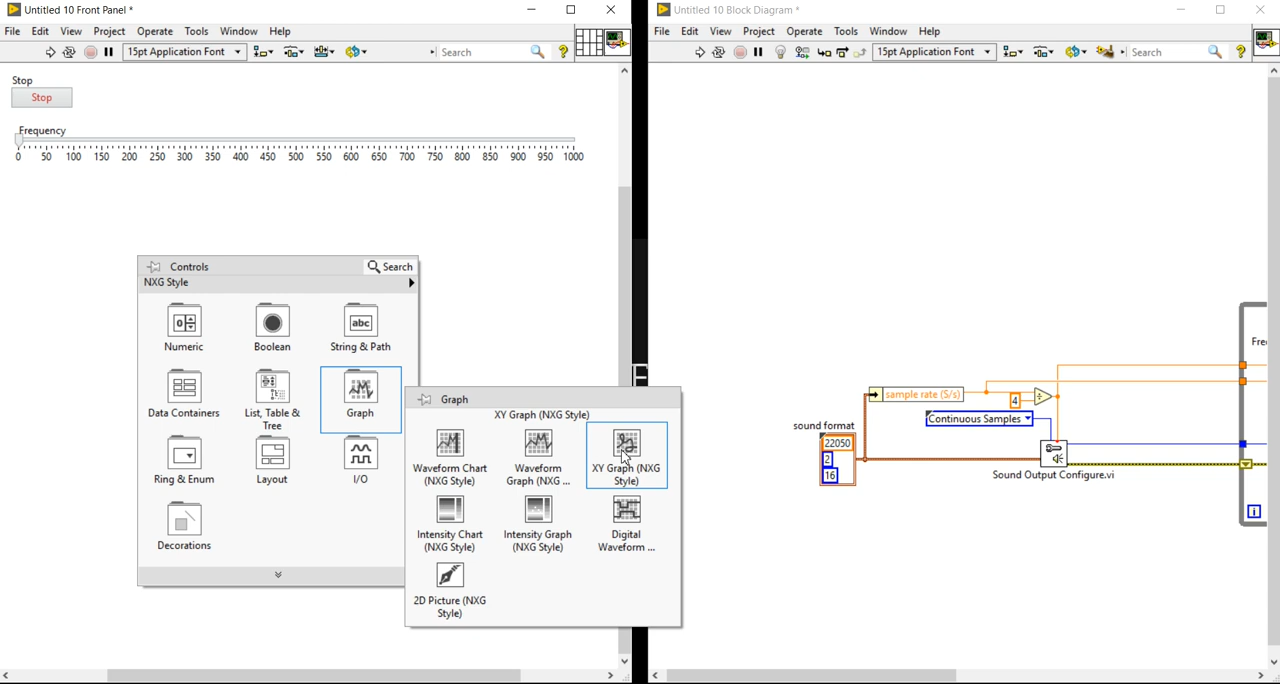 Untitled 10 Front Panel *
File Edit View Project Operate Tools Window Help
15pt Application Font
Search
?
Stop
Stop
Frequency
0 50 100 150 200 250 300 350 400 450 500 550 600 650 700 750 800 850 900 950 1000
Controls
Search
NXG Style
Numeric
Boolean
abc
String & Path
Data Containers
List, Table &
Tree
Graph
Ring & Enum
Layout
I/O
Decorations
Graph
XY Graph (NXG Style)
Waveform Chart
(NXG Style)
Waveform
Graph (NXG ...
XY Graph (NXG
Style)
Intensity Chart
(NXG Style)
Intensity Graph
(NXG Style)
Digital
Waveform ...
2D Picture (NXG
Style)
Untitled 10 Block Diagram *
File Edit View Project Operate Tools Window Help
15pt Application Font
Search
?
sound format
22050
2
16
sample rate (S/s)
4
÷
Continuous Samples
Sound Output Configure.vi
i